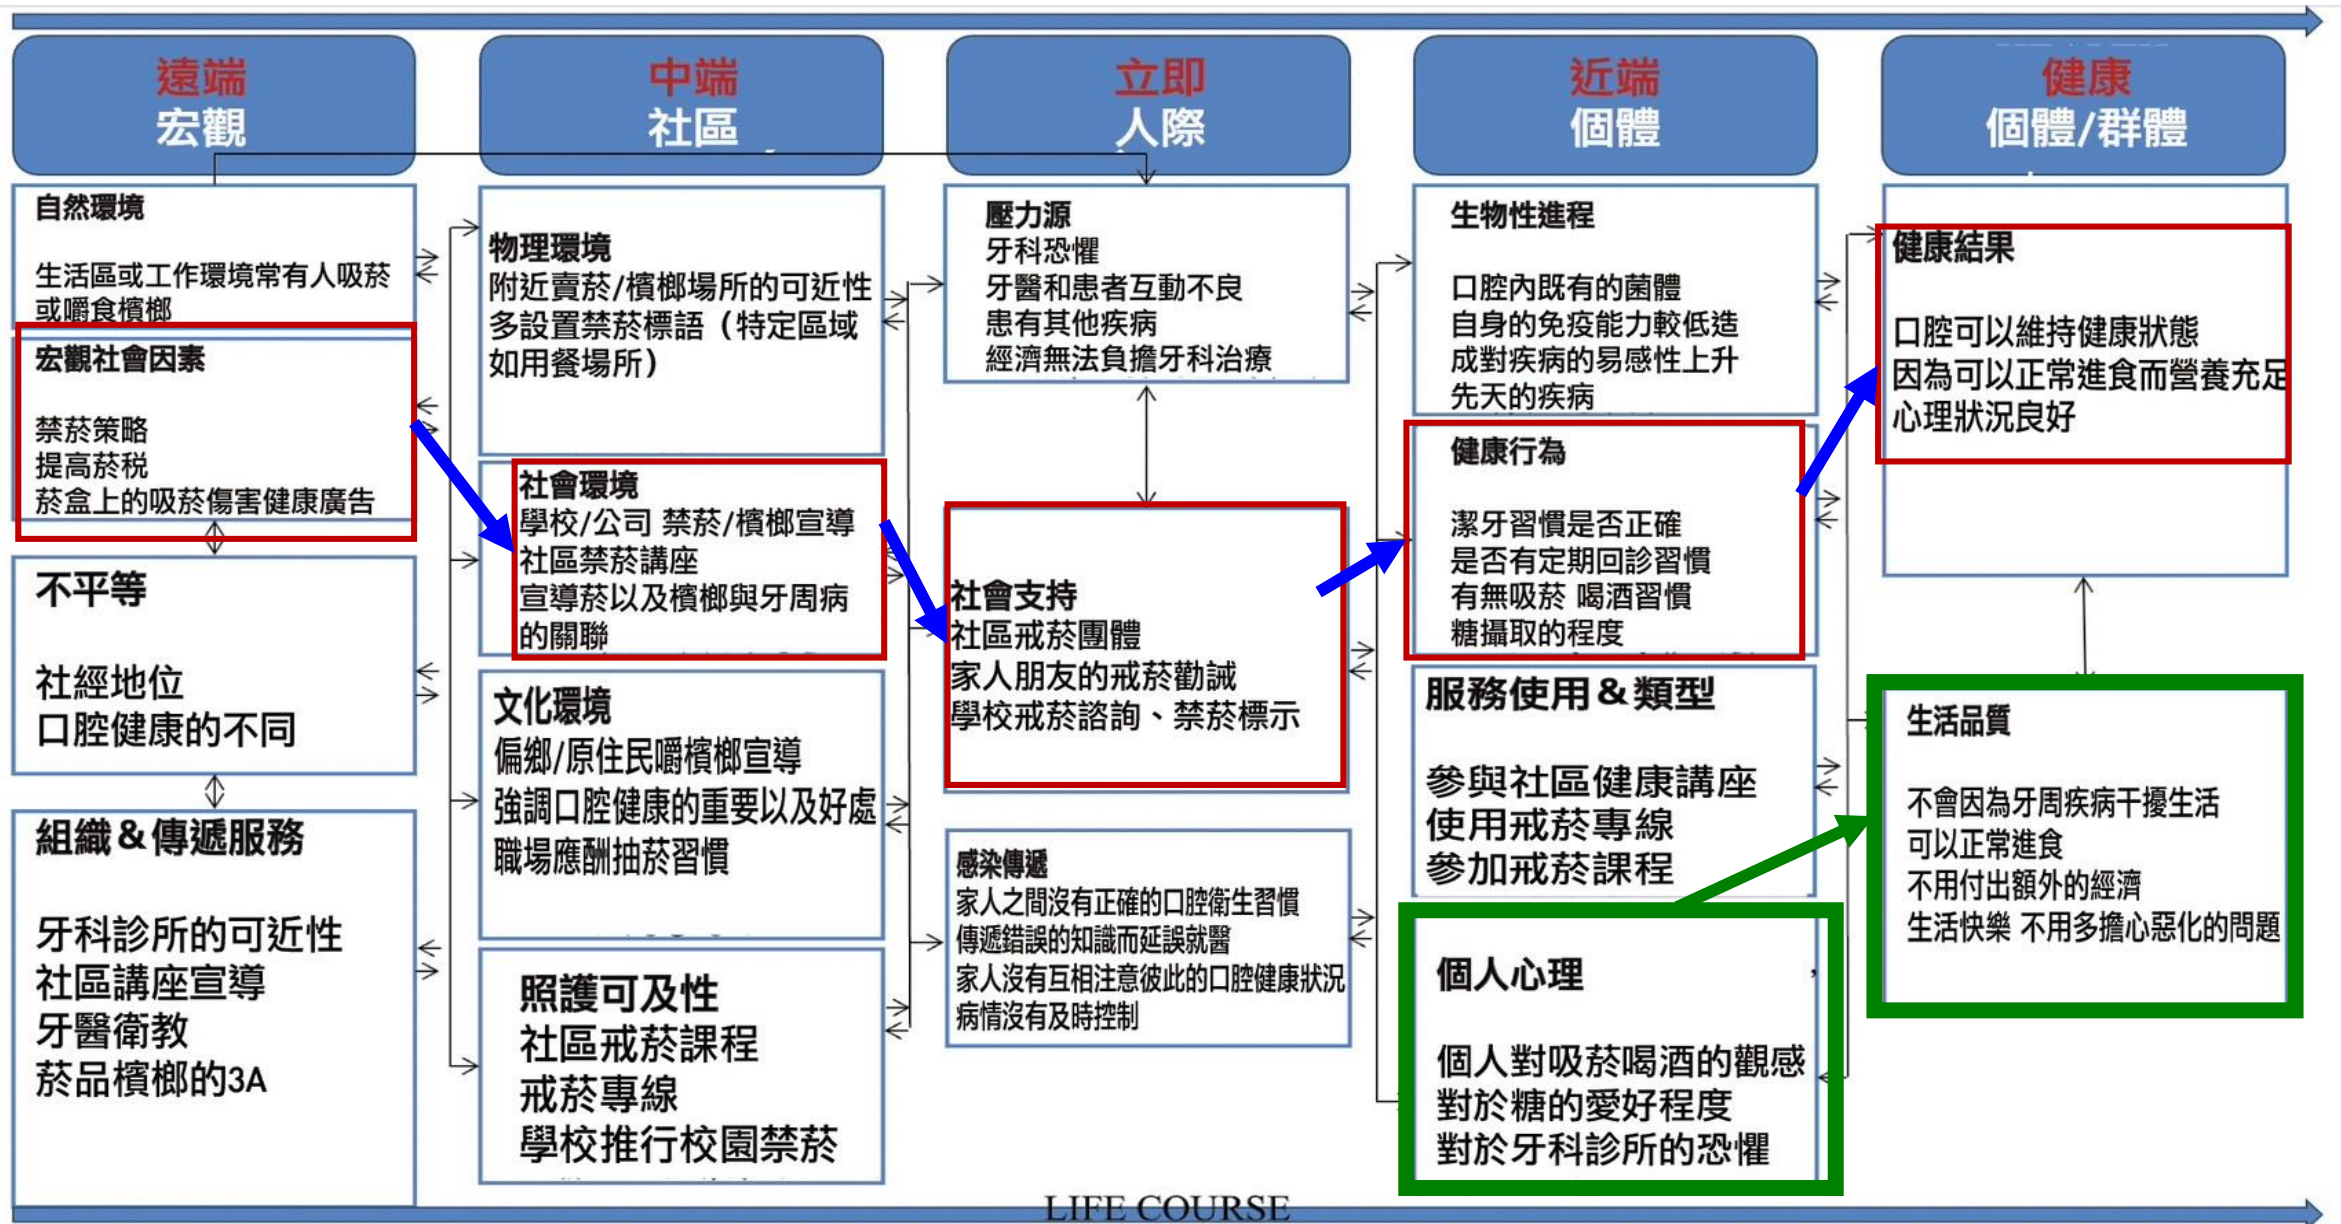 遠端
宏觀
中端
社區
立即
人際
近端
個體
健康
個體/群體
自然環境
生活區或工作環境常有人吸菸
或嚼食檳榔
宏觀社會因素
禁菸策略
提高菸税
菸盒上的吸菸傷害健康廣告
不平等
社經地位
口腔健康的不同
組織&傳遞服務
牙科診所的可近性
社區講座宣導
牙醫衛教
菸品檳榔的3A
物理環境
附近賣菸/檳榔場所的可近性
多設置禁菸標語（特定區域
如用餐場所）
社會環境
學校/公司 禁菸/檳榔宣導
社區禁菸講座
宣導菸以及檳榔與牙周病
的關聯
文化環境
偏鄉/原住民嚼檳榔宣導
強調口腔健康的重要以及好處
職場應酬抽菸習慣
照護可及性
社區戒菸課程
戒菸專線
學校推行校園禁菸
壓力源
牙科恐懼
牙醫和患者互動不良
患有其他疾病
經濟無法負擔牙科治療
社會支持
社區戒菸團體
家人朋友的戒菸勸誡
學校戒菸諮詢、禁菸標示
感染傳遞
家人之間沒有正確的口腔衛生習慣
傳遞錯誤的知識而延誤就醫
家人沒有互相注意彼此的口腔健康狀況
病情沒有及時控制
生物性進程
口腔內既有的菌體
自身的免疫能力較低造
成對疾病的易感性上升
先天的疾病
健康行為
潔牙習慣是否正確
是否有定期回診習慣
有無吸菸 喝酒習慣
糖攝取的程度
服務使用&類型
參與社區健康講座
使用戒菸專線
參加戒菸課程
個人心理
個人對吸菸喝酒的觀感
對於糖的愛好程度
對於牙科診所的恐懼
健康結果
口腔可以維持健康狀態
因為可以正常進食而營養充足
心理狀況良好
生活品質
不會因為牙周疾病干擾生活
可以正常進食
不用付出額外的經濟
生活快樂 不用多擔心惡化的問題
LIFE COURSE